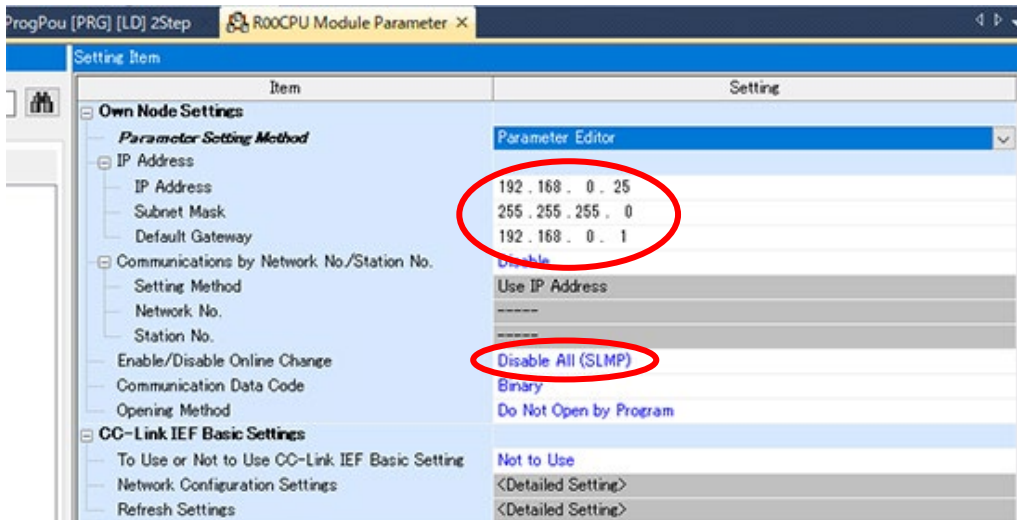 ProgPou [PRG] [LD] 2Step R00CPU Module Parameter
Setting Item
Item Setting
Own Node Settings
Parameter Setting Method Parameter Editor
IP Address
IP Address 192 . 168 . 0 . 25
Subnet Mask 255 . 255 . 255 . 0
Default Gateway 192 . 168 . 0 . 1
Communications by Network No./Station No. Disable
Setting Method Use IP Address
Network No. -----
Station No. -----
Enable/Disable Online Change Disable All (SLMP)
Communication Data Code Binary
Opening Method Do Not Open by Program
CC-Link IEF Basic Settings
To Use or Not to Use CC-Link IEF Basic Setting Not to Use
Network Configuration Settings <Detailed Setting>
Refresh Settings <Detailed Setting>